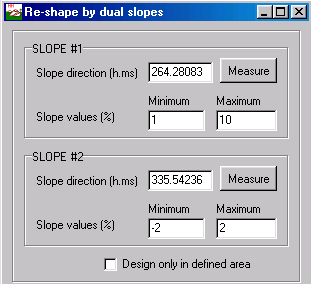 Re-shape by dual slopes
SLOPE #1
Slope direction (h.ms) 264.28083 Measure
Minimum Maximum
Slope values (%) 1 10
SLOPE #2
Slope direction (h.ms) 335.54236 Measure
Minimum Maximum
Slope values (%) -2 2
Design only in defined area